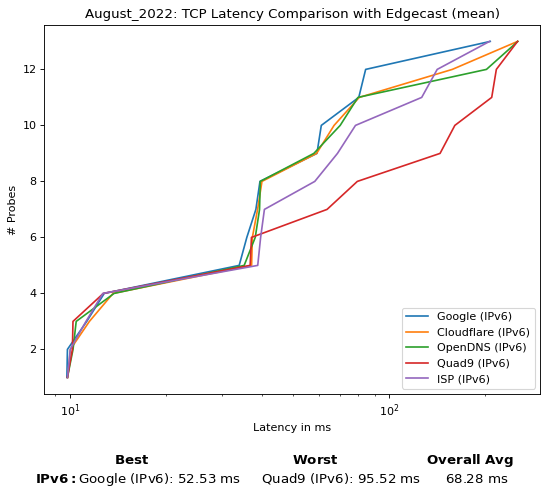 August_2022: TCP Latency Comparison with Edgecast (mean)
# Probes
12
10
8
6
4
2
Google (IPv6)
Cloudflare (IPv6)
OpenDNS (IPv6)
Quad9 (IPv6)
ISP (IPv6)
10^1 10^2
Latency in ms
Best Worst Overall Avg
IPv6: Google (IPv6): 52.53 ms Quad9 (IPv6): 95.52 ms 68.28 ms